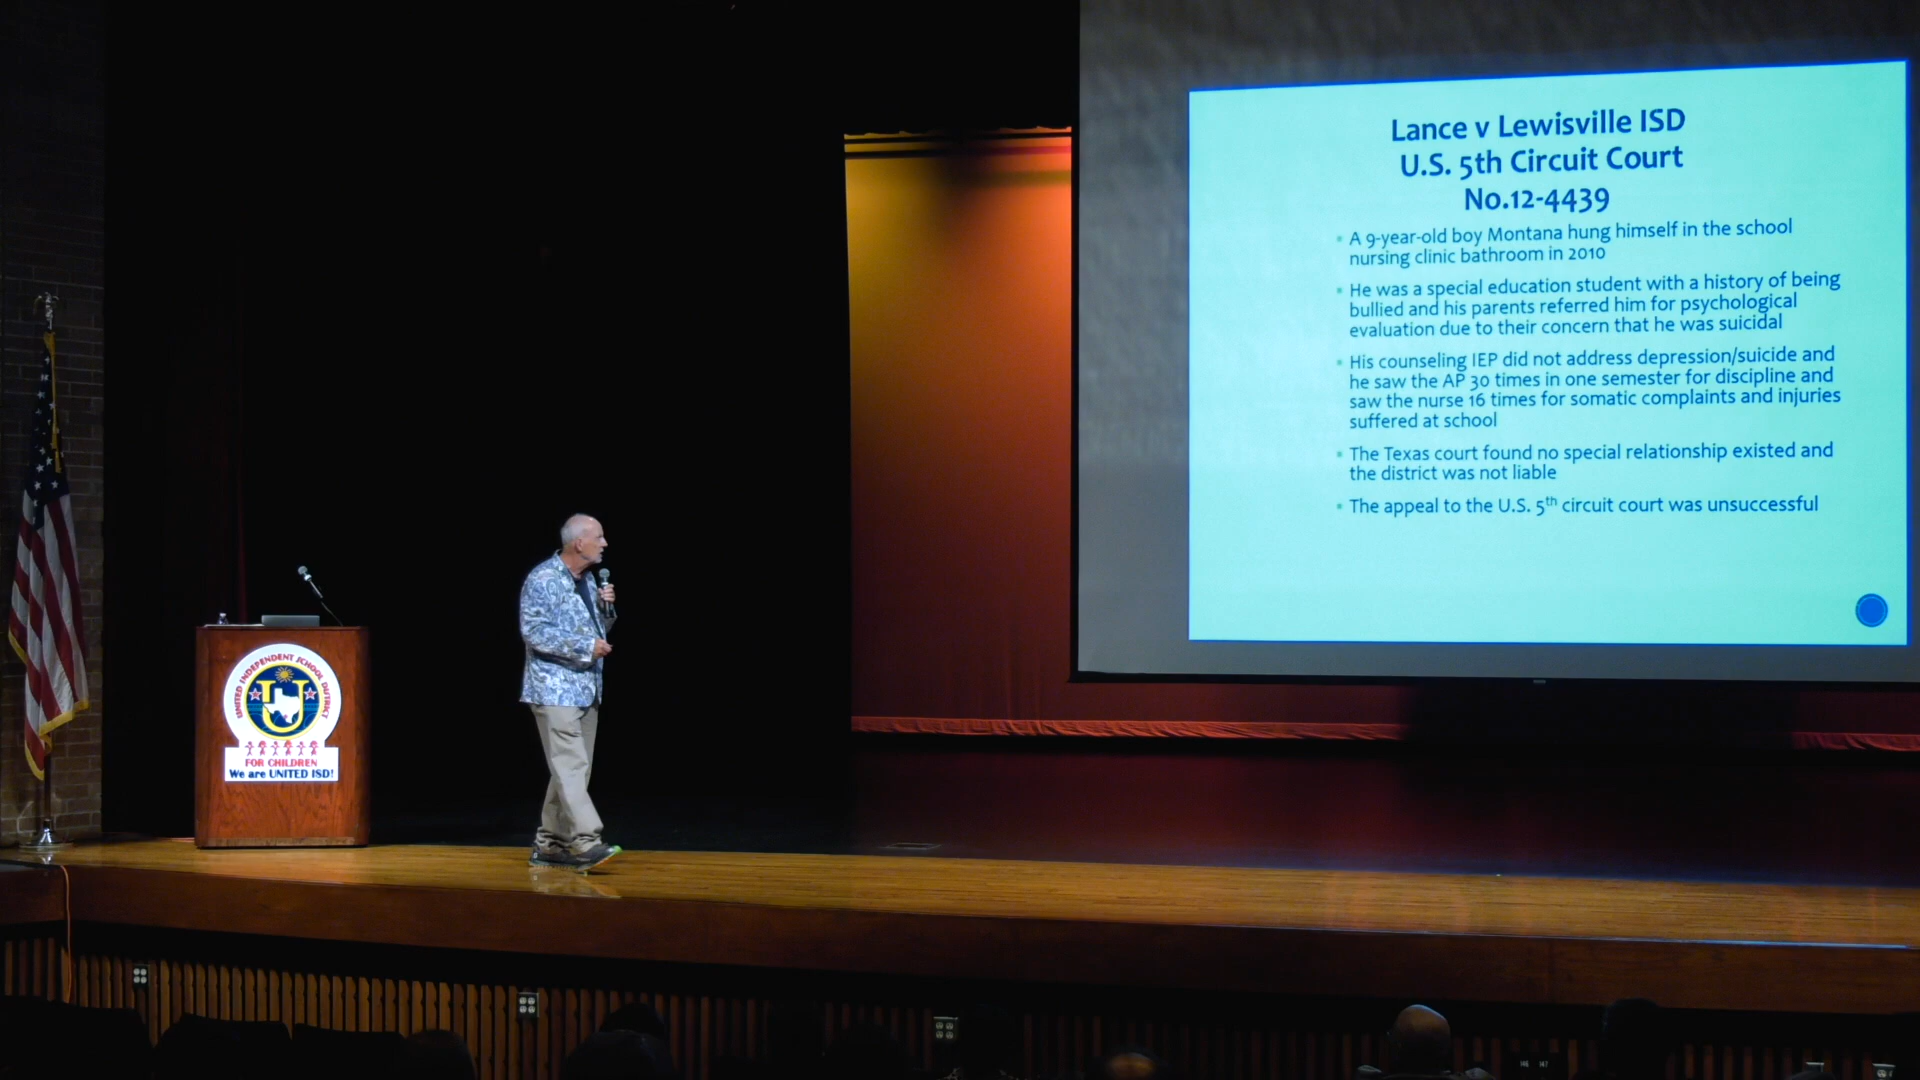 Lance v Lewisville ISD
U.S. 5th Circuit Court
No.12-4439
A 9-year-old boy Montana hung himself in the school
nursing clinic bathroom in 2010
He was a special education student with a history of being
bullied and his parents referred him for psychological
evaluation due to their concern that he was suicidal
His counseling IEP did not address depression/suicide and
he saw the AP 30 times in one semester for discipline and
saw the nurse 16 times for somatic complaints and injuries
suffered at school
The Texas court found no special relationship existed and
the district was not liable
The appeal to the U.S. 5th circuit court was unsuccessful
UNITED INDEPENDENT SCHOOL DISTRICT
U
FOR CHILDREN
We are UNITED ISD!